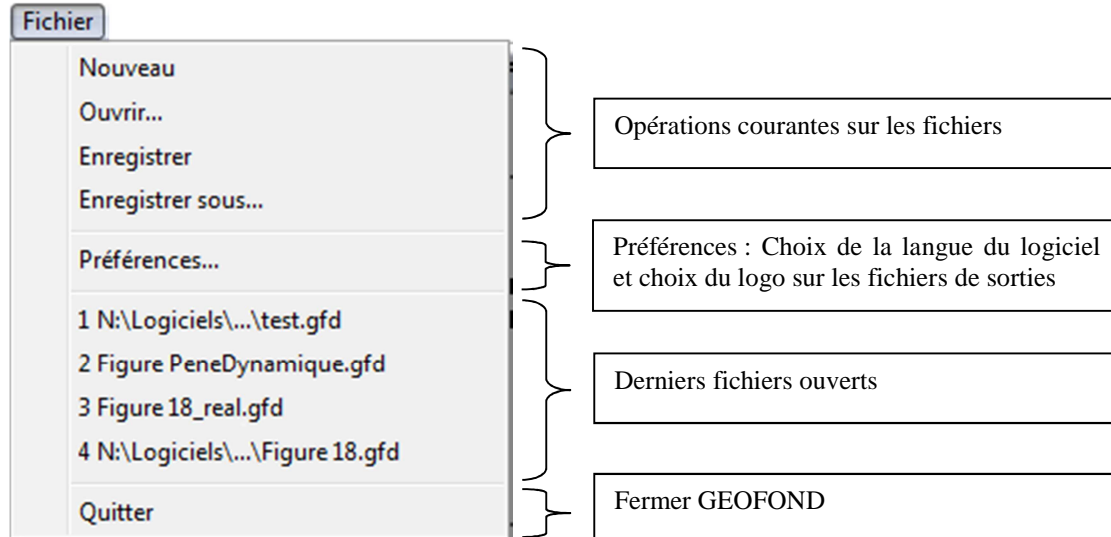 Fichier
Nouveau
Ouvrir...
Enregistrer
Enregistrer sous...
Opérations courantes sur les fichiers
Préférences...
Préférences : Choix de la langue du logiciel
et choix du logo sur les fichiers de sorties
1 N:\Logiciels\...\test.gfd
2 Figure PeneDynamique.gfd
3 Figure 18_real.gfd
4 N:\Logiciels\...\Figure 18.gfd
Derniers fichiers ouverts
Quitter
Fermer GEOFOND